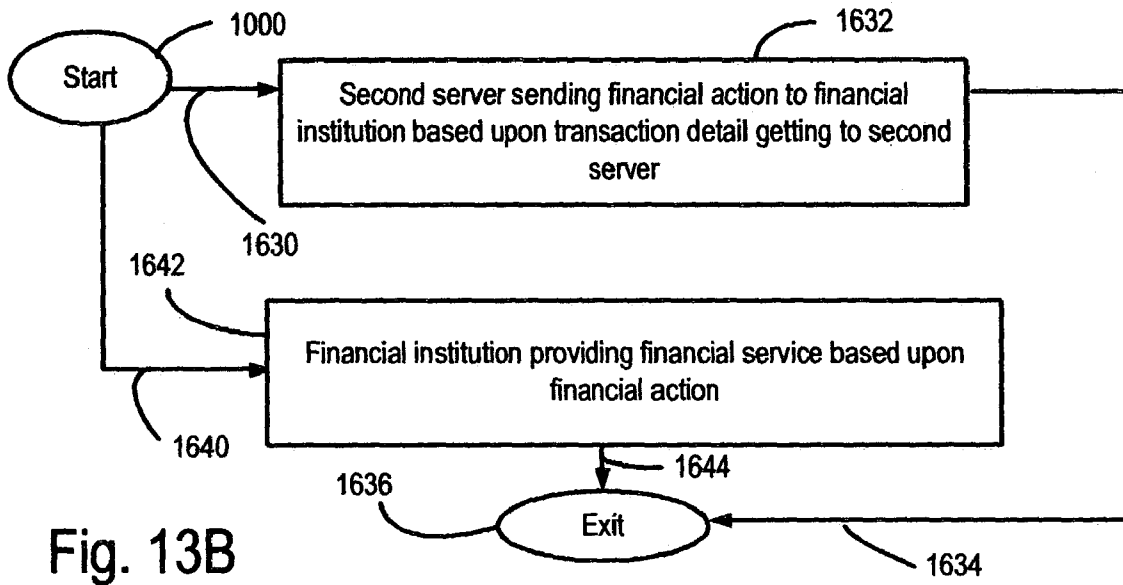 1000
1632
Start
Second server sending financial action to financial
institution based upon transaction detail getting to second
server
1630
1642
Financial institution providing financial service based upon
financial action
1640
1644
1636
Exit
1634
Fig. 13B